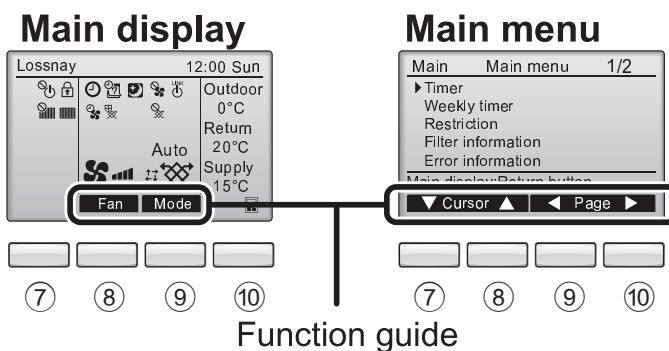 Main display
Lossnay 12:00 Sun
LINK
Outdoor
0°C
Return
20°C
Auto
Supply
15°C
Fan Mode
⑦ ⑧ ⑨ ⑩
Main menu
Main Main menu 1/2
▶Timer
Weekly timer
Restriction
Filter information
Error information
Main display:Return button
▼ Cursor ▲ ◀ Page ▶
⑦ ⑧ ⑨ ⑩
Function guide